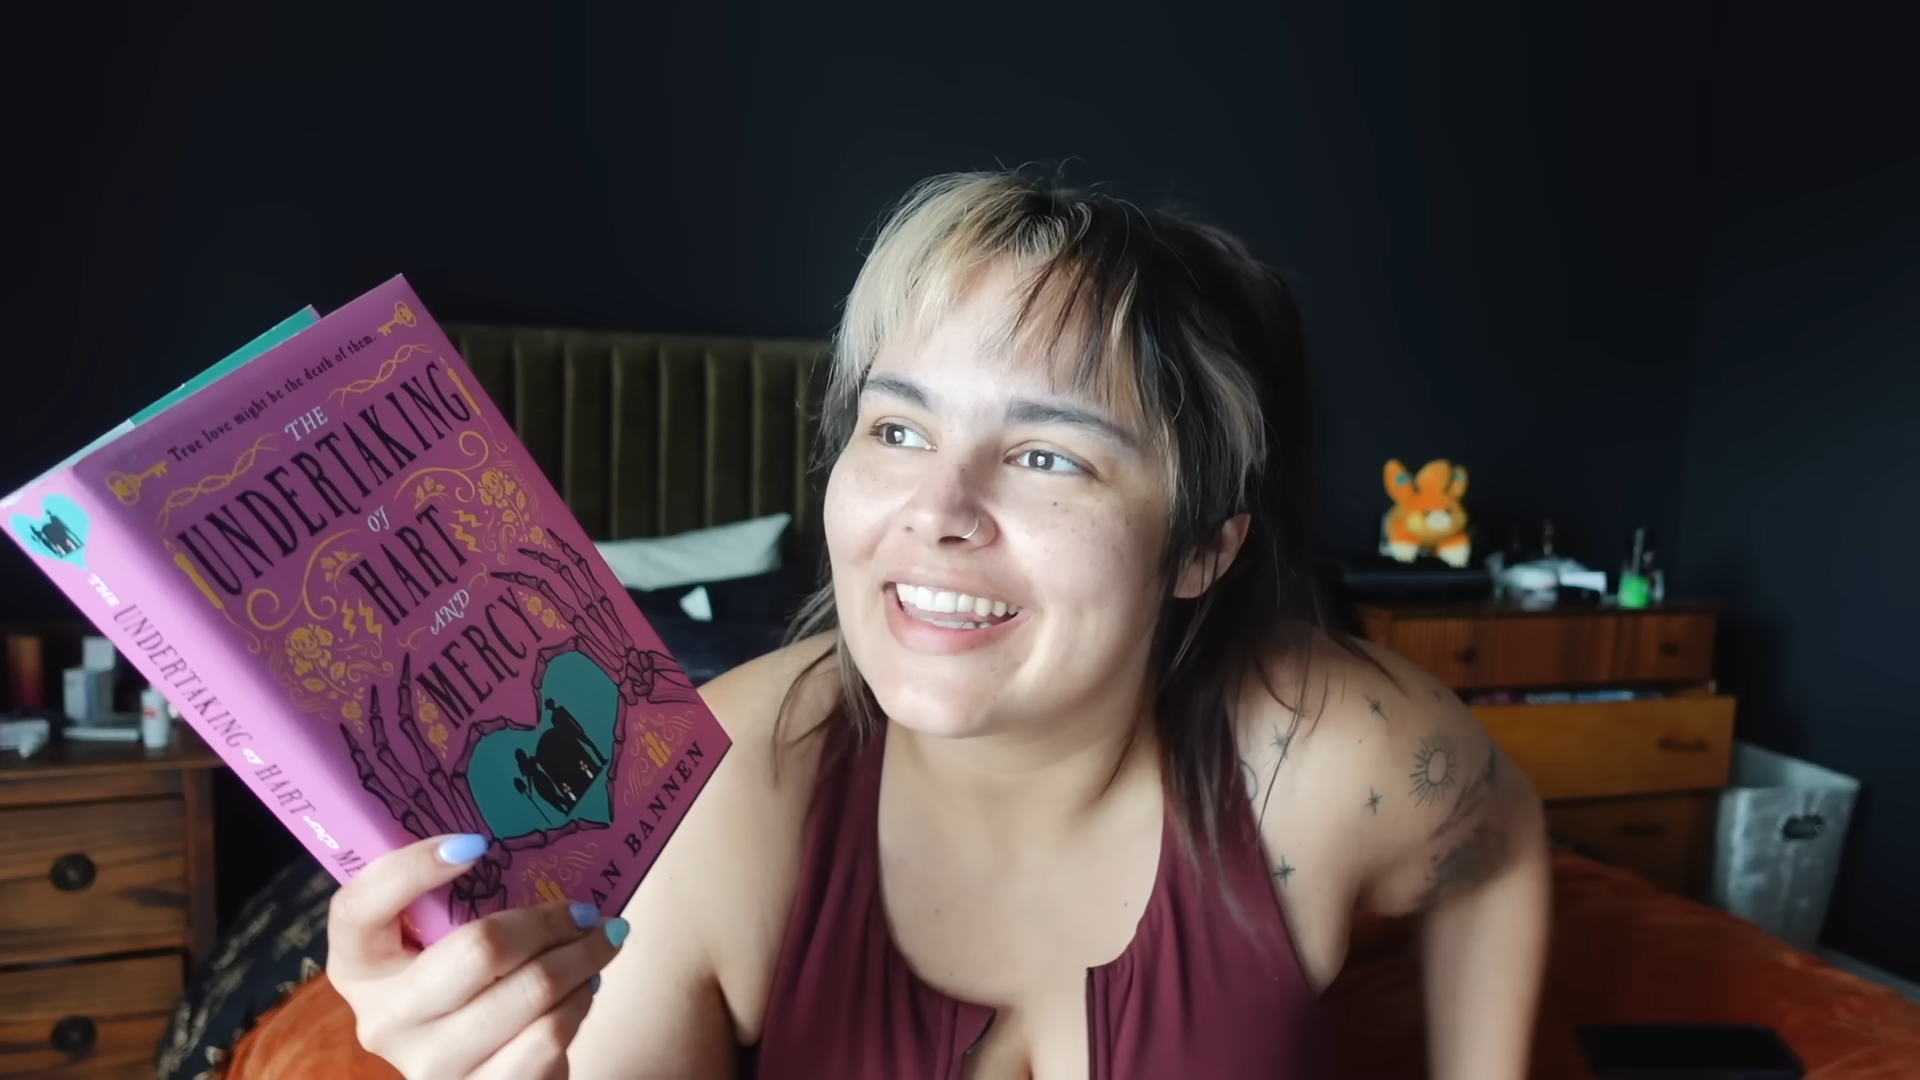 True love might be the death of them.
THE
UNDERTAKING
OF
HART
AND
MERCY
AN BANNEN
THE UNDERTAKING of HART and ME